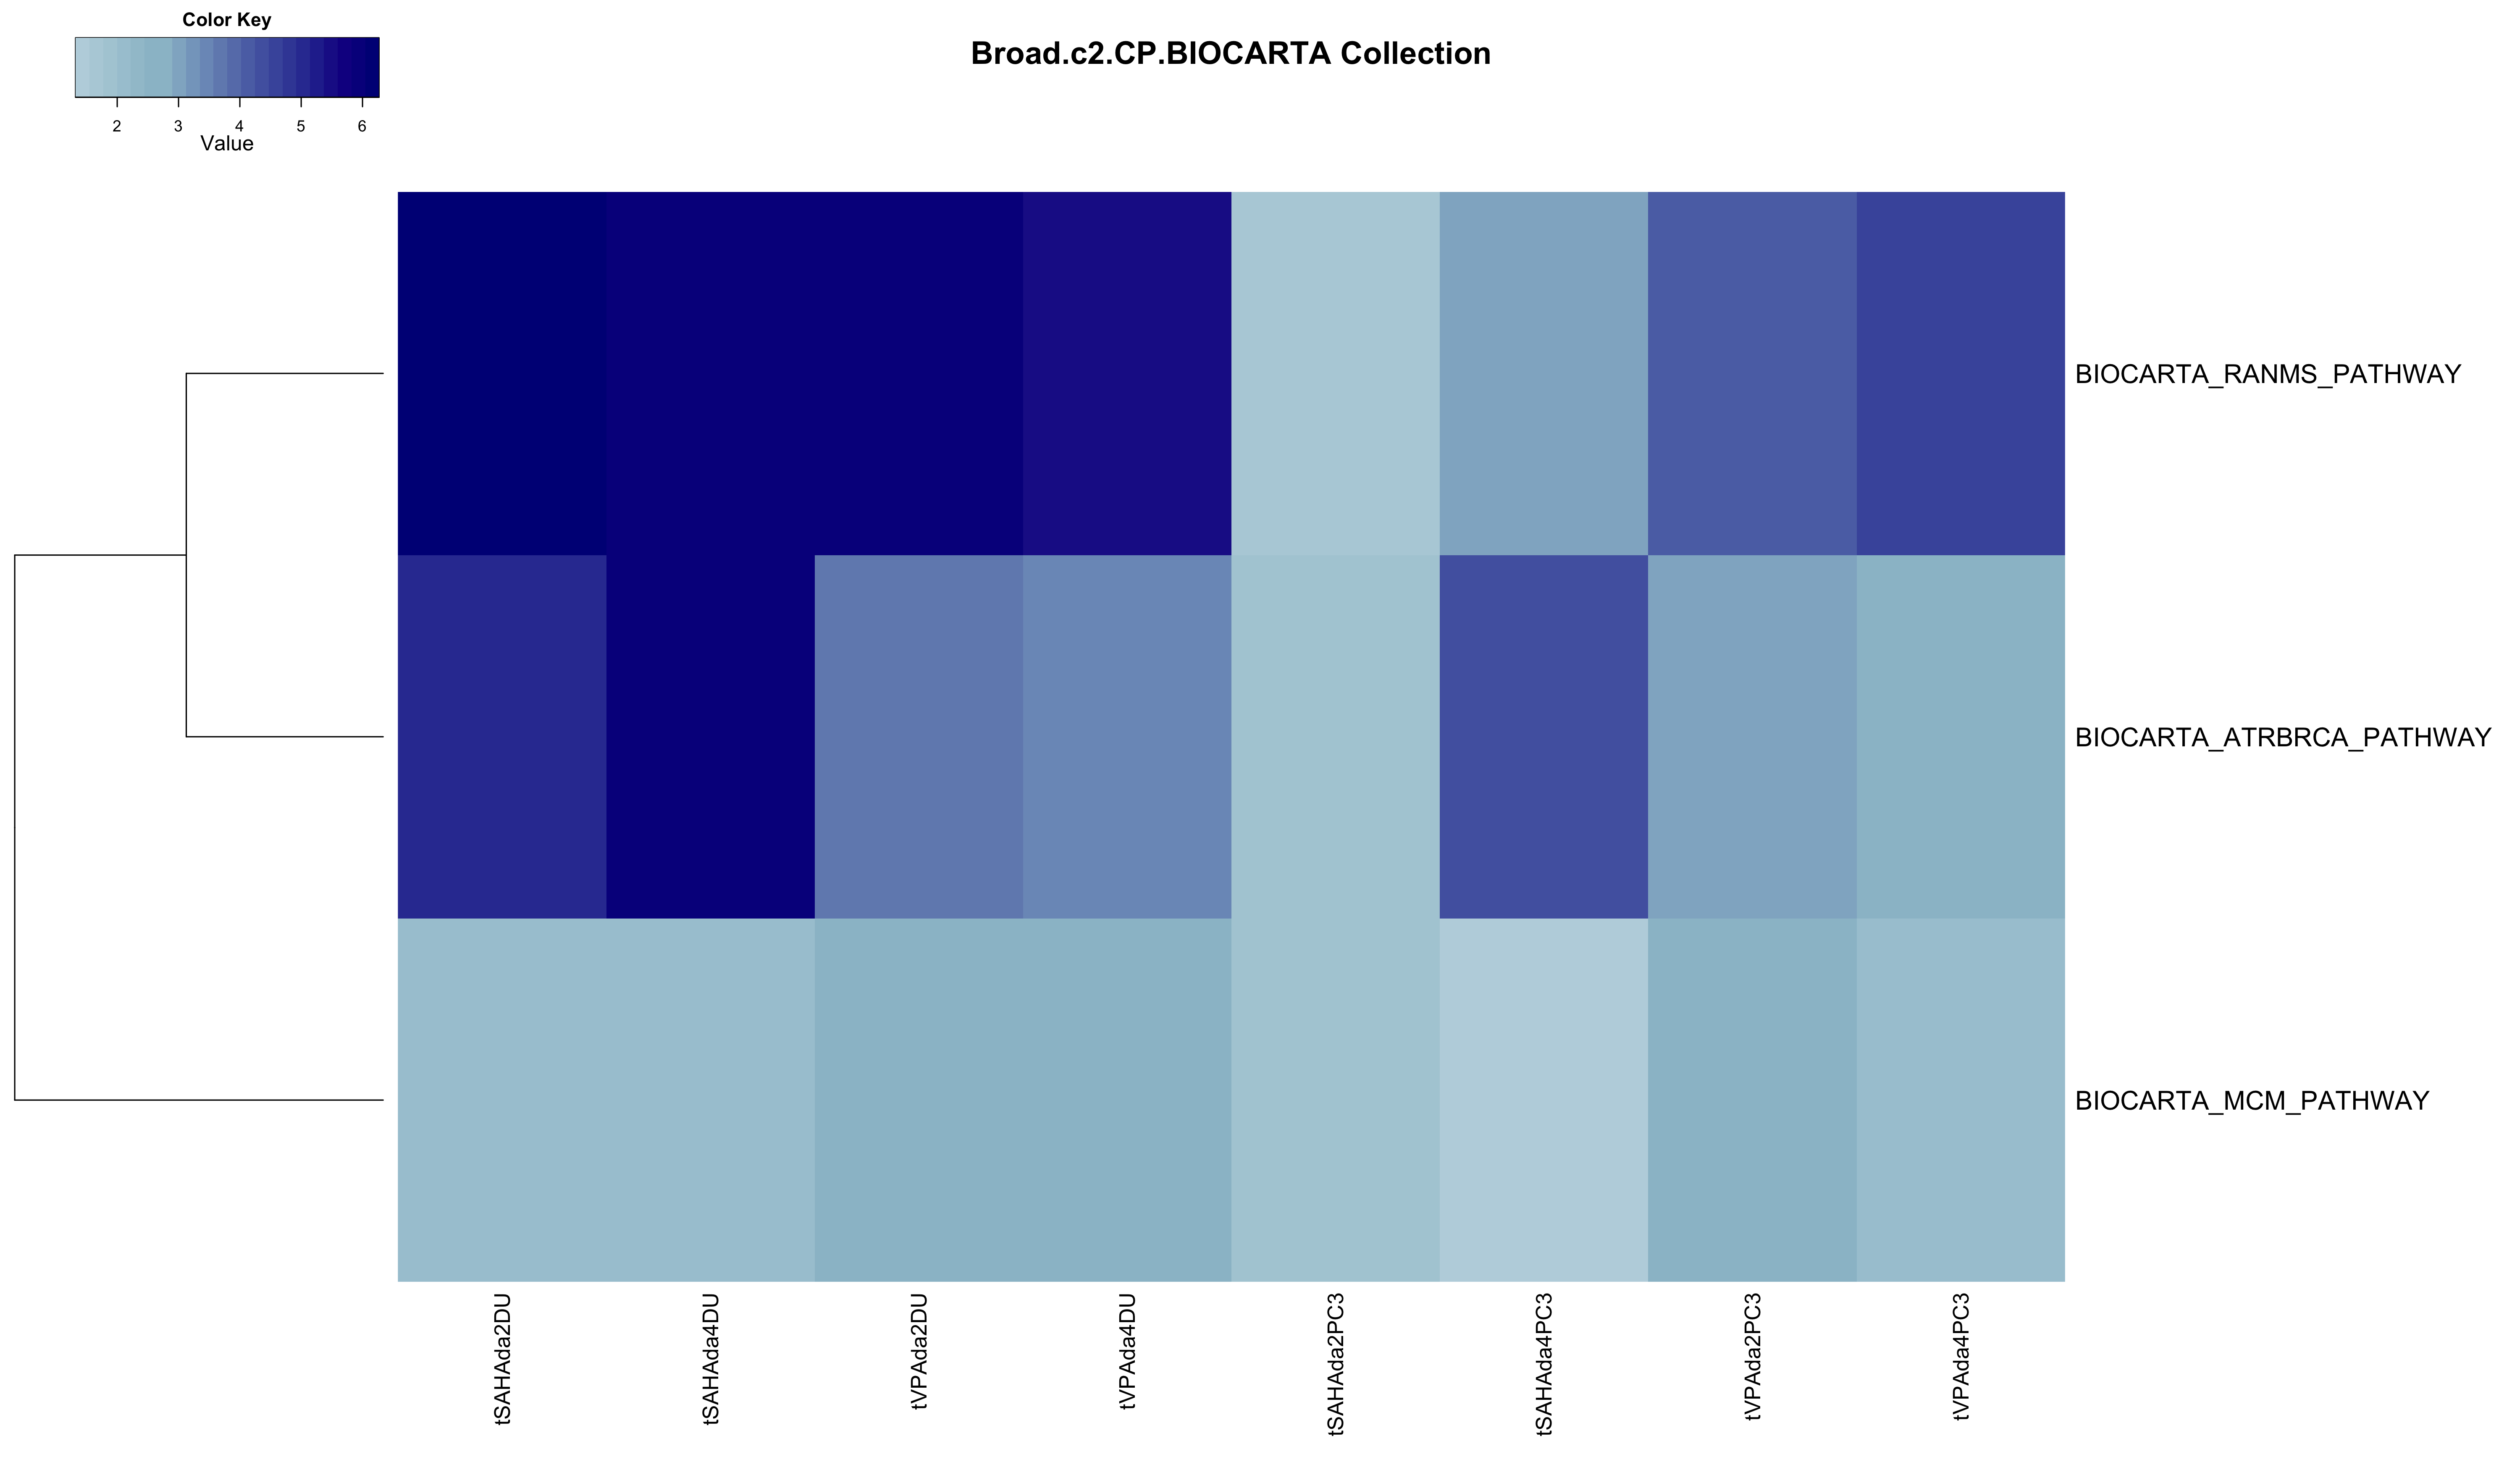 Color Key
2 3 4 5 6
Value
Broad.c2.CP.BIOCARTA Collection
BIOCARTA_RANMS_PATHWAY
BIOCARTA_ATRBRCA_PATHWAY
BIOCARTA_MCM_PATHWAY
tSAHAda2DU
tSAHAda4DU
tVPAda2DU
tVPAda4DU
tSAHAda2PC3
tSAHAda4PC3
tVPAda2PC3
tVPAda4PC3